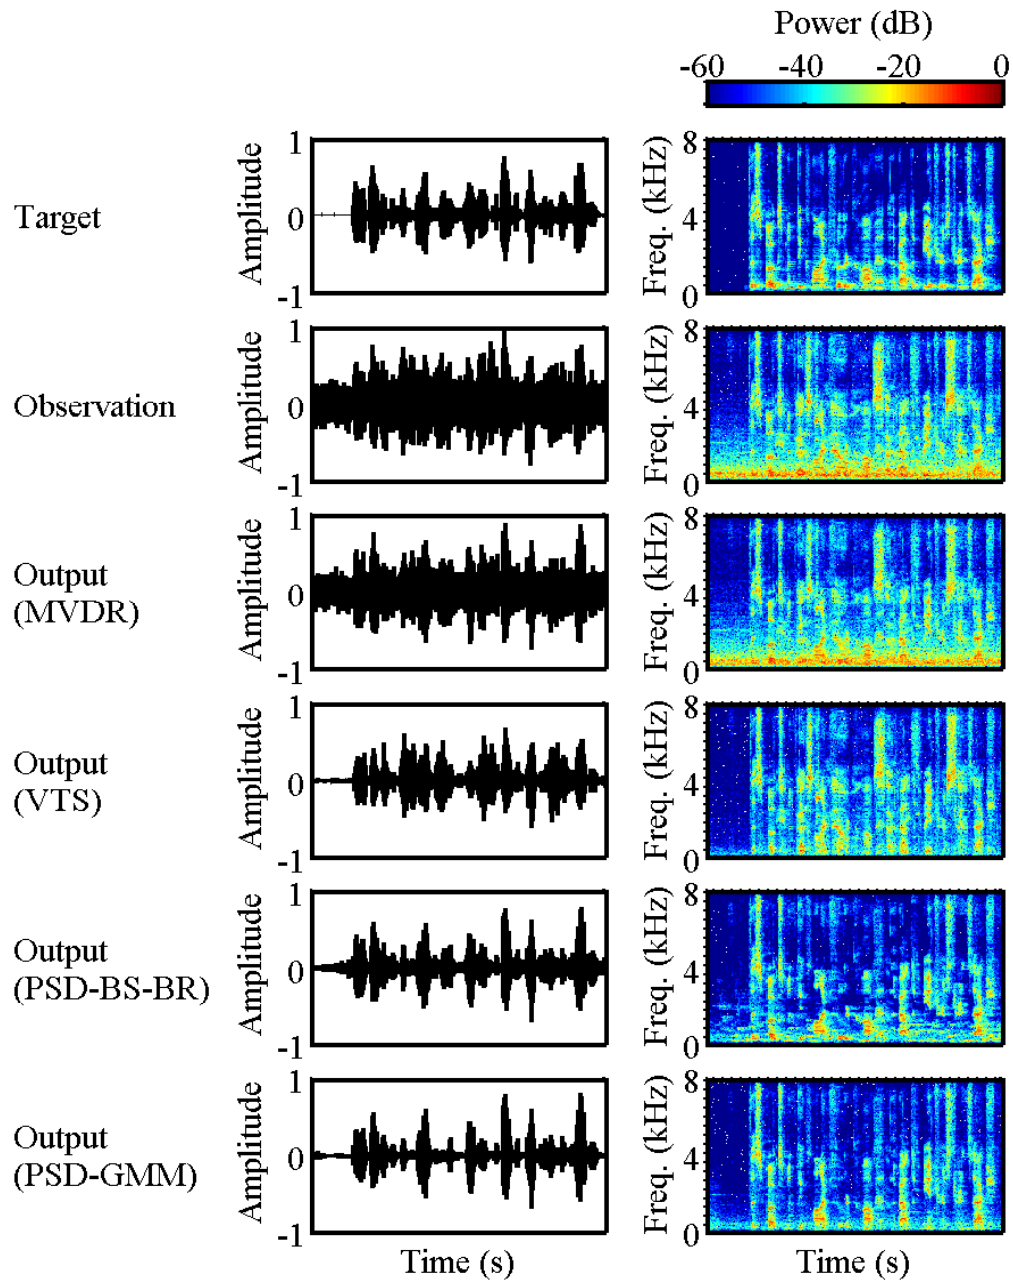 Power (dB)
-60 -40 -20 0
Target
Amplitude
1
0
-1
Freq. (kHz)
8
4
0
Observation
Amplitude
1
0
-1
Freq. (kHz)
8
4
0
Output
(MVDR)
Amplitude
1
0
-1
Freq. (kHz)
8
4
0
Output
(VTS)
Amplitude
1
0
-1
Freq. (kHz)
8
4
0
Output
(PSD-BS-BR)
Amplitude
1
0
-1
Freq. (kHz)
8
4
0
Output
(PSD-GMM)
Amplitude
1
0
-1
Freq. (kHz)
8
4
0
Time (s)
Time (s)